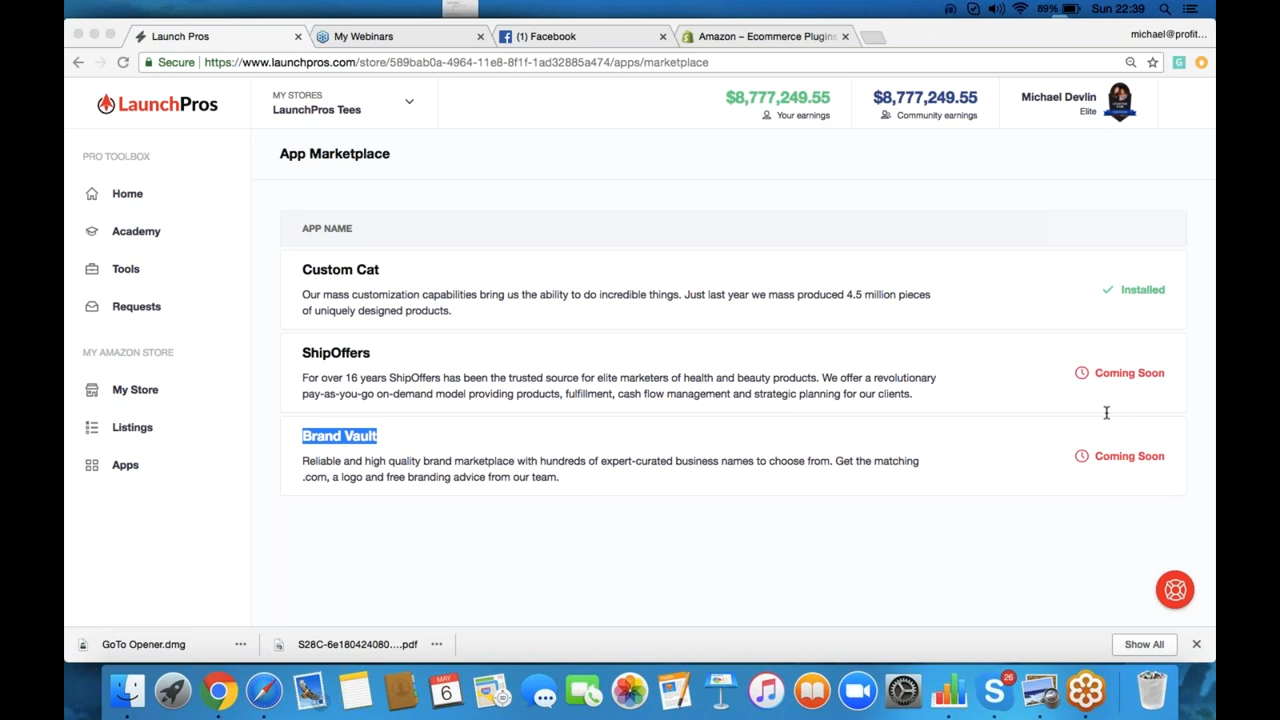 89%
Sun 22:39
Launch Pros
My Webinars
(1) Facebook
Amazon – Ecommerce Plugins
michael@profit...
Secure
https://www.launchpros.com/store/589bab0a-4964-11e8-8f1f-1ad32885a474/apps/marketplace
LaunchPros
MY STORES
LaunchPros Tees
$8,777,249.55
Your earnings
$8,777,249.55
Community earnings
Michael Devlin
Elite
PRO TOOLBOX
Home
Academy
Tools
Requests
MY AMAZON STORE
My Store
Listings
Apps
App Marketplace
APP NAME
Custom Cat
Our mass customization capabilities bring us the ability to do incredible things. Just last year we mass produced 4.5 million pieces
of uniquely designed products.
Installed
ShipOffers
For over 16 years ShipOffers has been the trusted source for elite marketers of health and beauty products. We offer a revolutionary
pay-as-you-go on-demand model providing products, fulfillment, cash flow management and strategic planning for our clients.
Coming Soon
Brand Vault
Reliable and high quality brand marketplace with hundreds of expert-curated business names to choose from. Get the matching
.com, a logo and free branding advice from our team.
Coming Soon
GoTo Opener.dmg
S28C-6e180424080....pdf
Show All
MAY
6
26